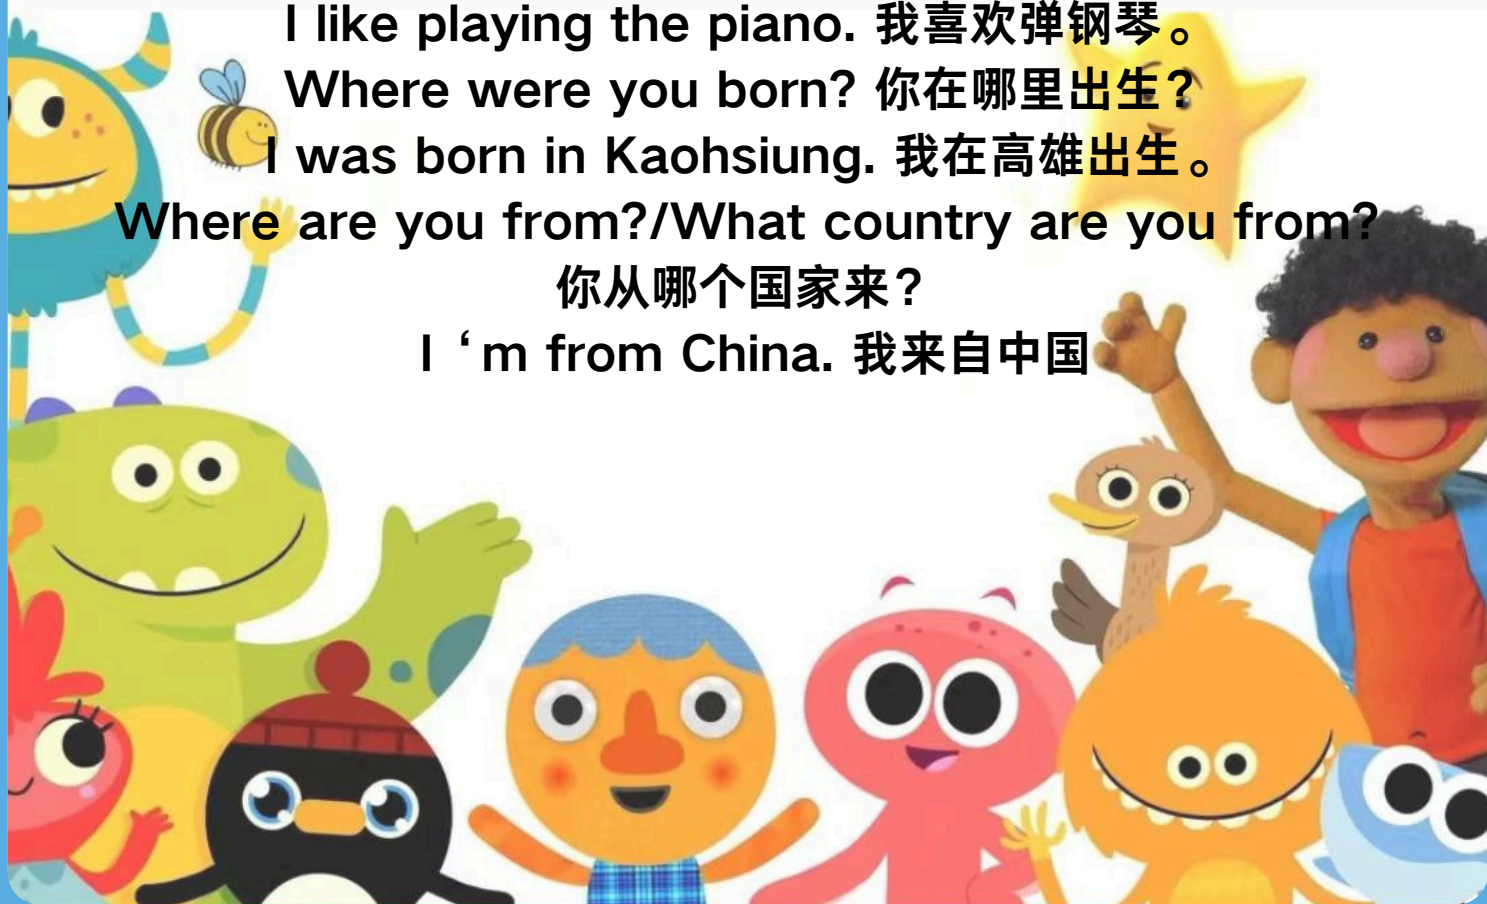 I like playing the piano. 我喜欢弹钢琴。
Where were you born? 你在哪里出生？
I was born in Kaohsiung. 我在高雄出生。
Where are you from?/What country are you from?
你从哪个国家来？
I ‘m from China. 我来自中国